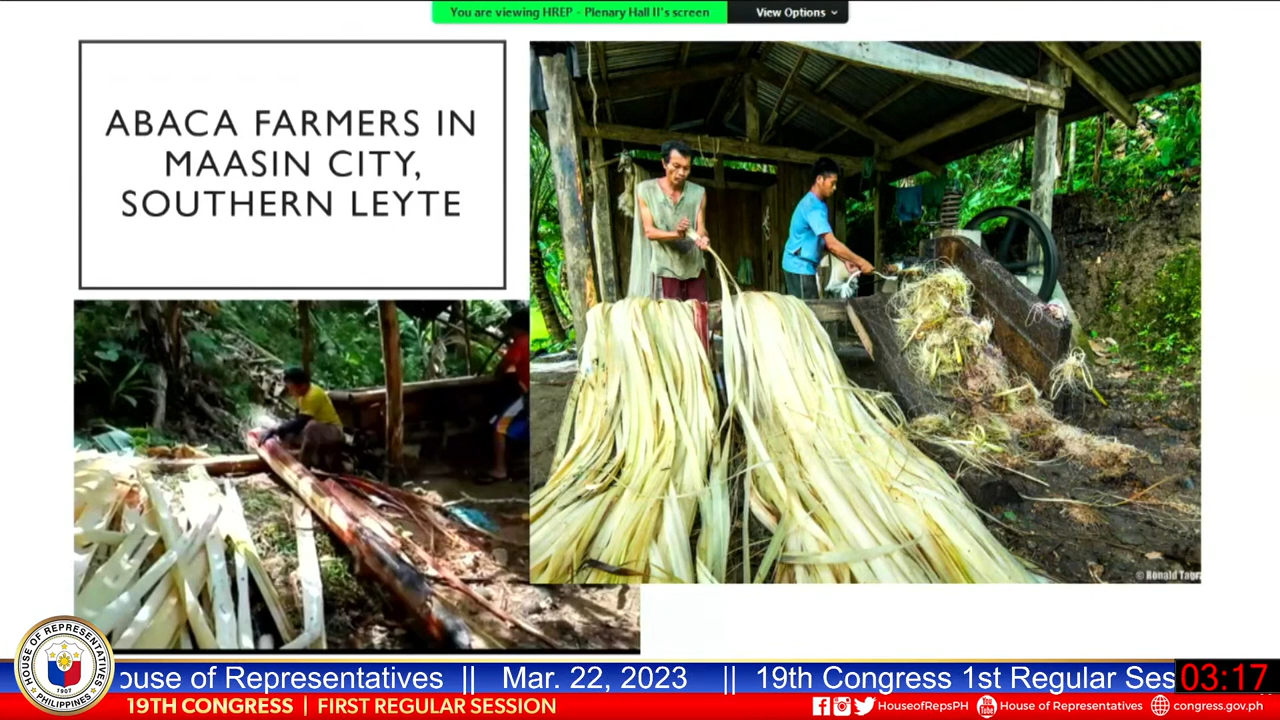 You are viewing HREP - Plenary Hall II's screen
View Options
ABACA FARMERS IN
MAASIN CITY,
SOUTHERN LEYTE
© Ronald Tagra
HOUSE OF REPRESENTATIVES
1907
PHILIPPINES
ouse of Representatives || Mar. 22, 2023 || 19th Congress 1st Regular Ses
03:17
19TH CONGRESS | FIRST REGULAR SESSION
HouseofRepsPH
You Tube
House of Representatives
congress.gov.ph